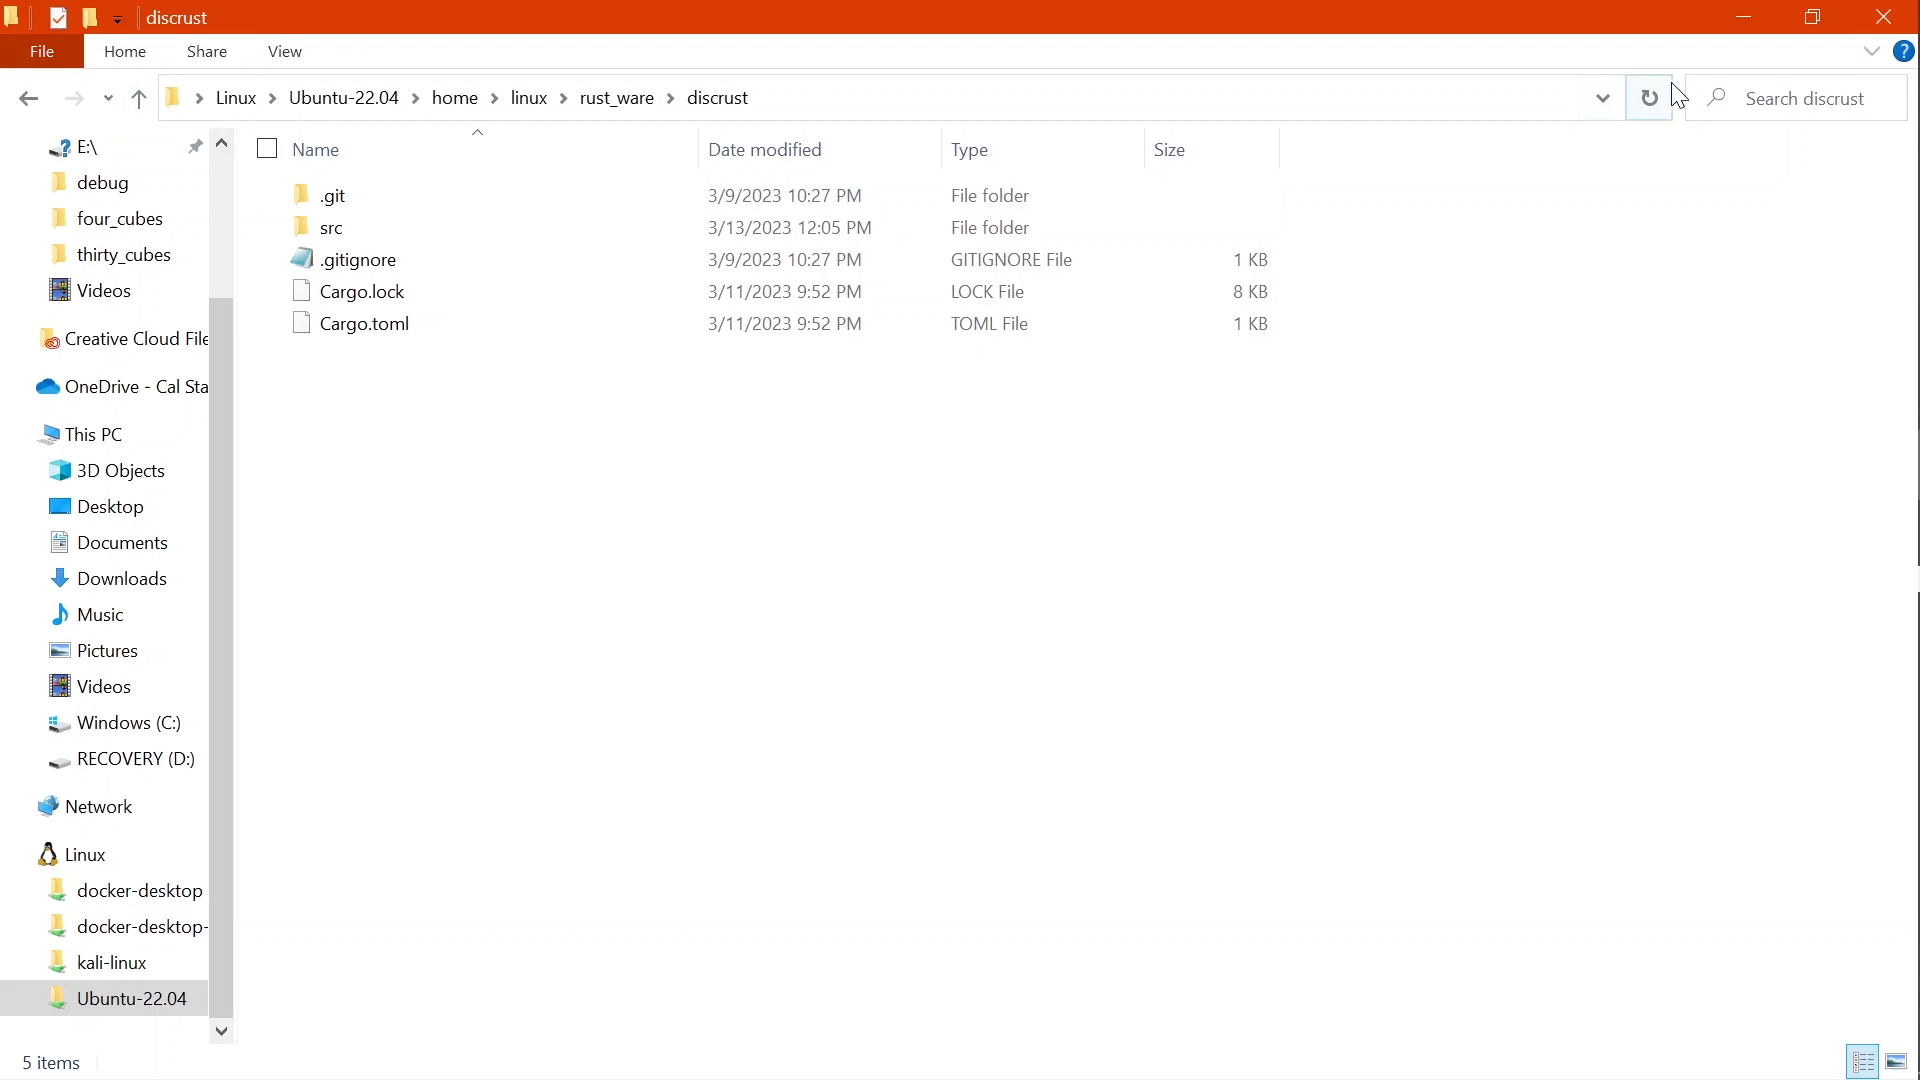 discrust
File Home Share View
Linux Ubuntu-22.04 home linux rust_ware discrust Search discrust
E:\
debug
four_cubes
thirty_cubes
Videos
Creative Cloud File
OneDrive - Cal Sta
This PC
3D Objects
Desktop
Documents
Downloads
Music
Pictures
Videos
Windows (C:)
RECOVERY (D:)
Network
Linux
docker-desktop
docker-desktop-
kali-linux
Ubuntu-22.04
Name Date modified Type Size
.git 3/9/2023 10:27 PM File folder
src 3/13/2023 12:05 PM File folder
.gitignore 3/9/2023 10:27 PM GITIGNORE File 1 KB
Cargo.lock 3/11/2023 9:52 PM LOCK File 8 KB
Cargo.toml 3/11/2023 9:52 PM TOML File 1 KB
5 items